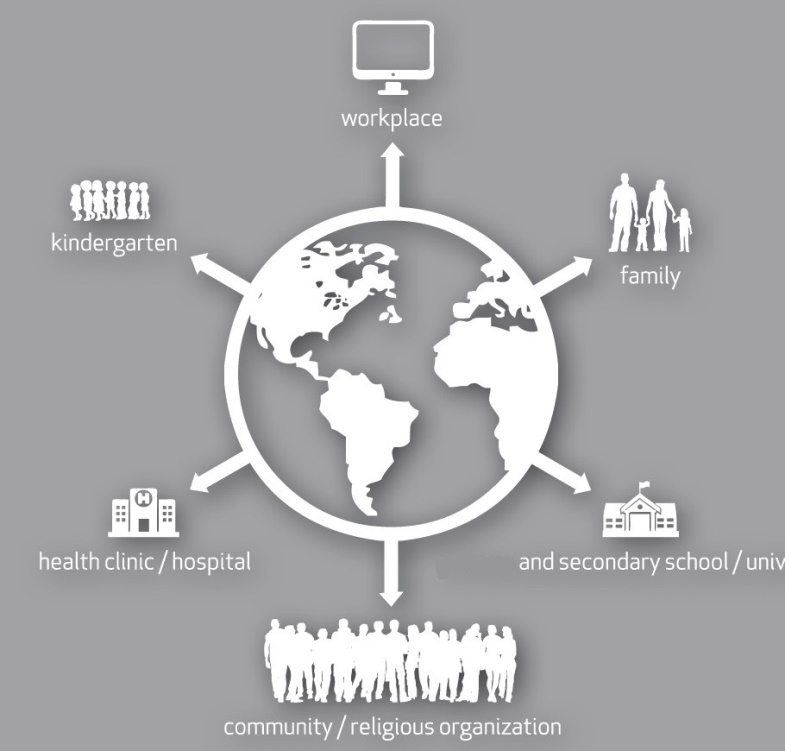 workplace
kindergarten
family
H
health clinic / hospital
and secondary school / univ
community / religious organization